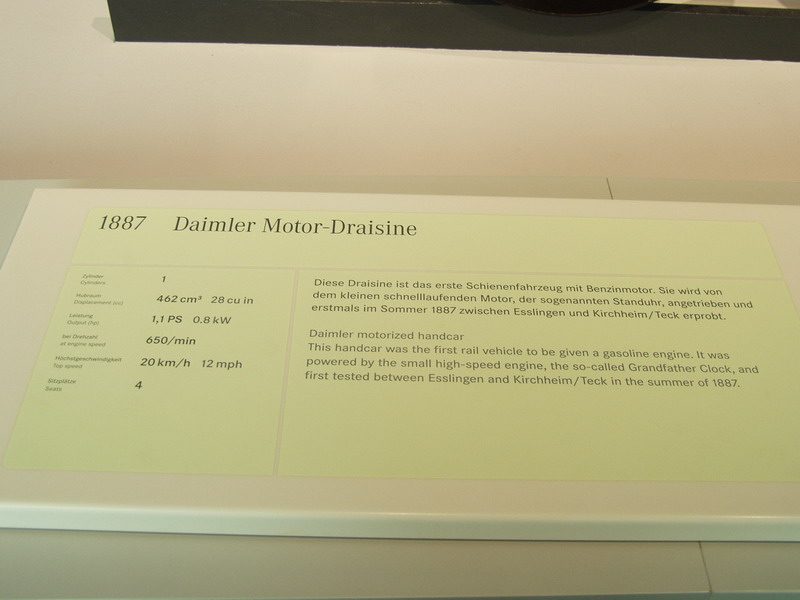 1887 Daimler Motor-Draisine
Zylinder 1
Cylinders
Hubraum 462 cm³ 28 cu in
Displacement (cc)
Leistung 1,1 PS 0.8 kW
Output (hp)
bei Drehzahl 650/min
at engine speed
Höchstgeschwindigkeit 20 km/h 12 mph
Top speed
Sitzplätze 4
Seats
Diese Draisine ist das erste Schienenfahrzeug mit Benzinmotor. Sie wird von
dem kleinen schnelllaufenden Motor, der sogenannten Standuhr, angetrieben und
erstmals im Sommer 1887 zwischen Esslingen und Kirchheim/Teck erprobt.
Daimler motorized handcar
This handcar was the first rail vehicle to be given a gasoline engine. It was
powered by the small high-speed engine, the so-called Grandfather Clock, and
first tested between Esslingen and Kirchheim/Teck in the summer of 1887.